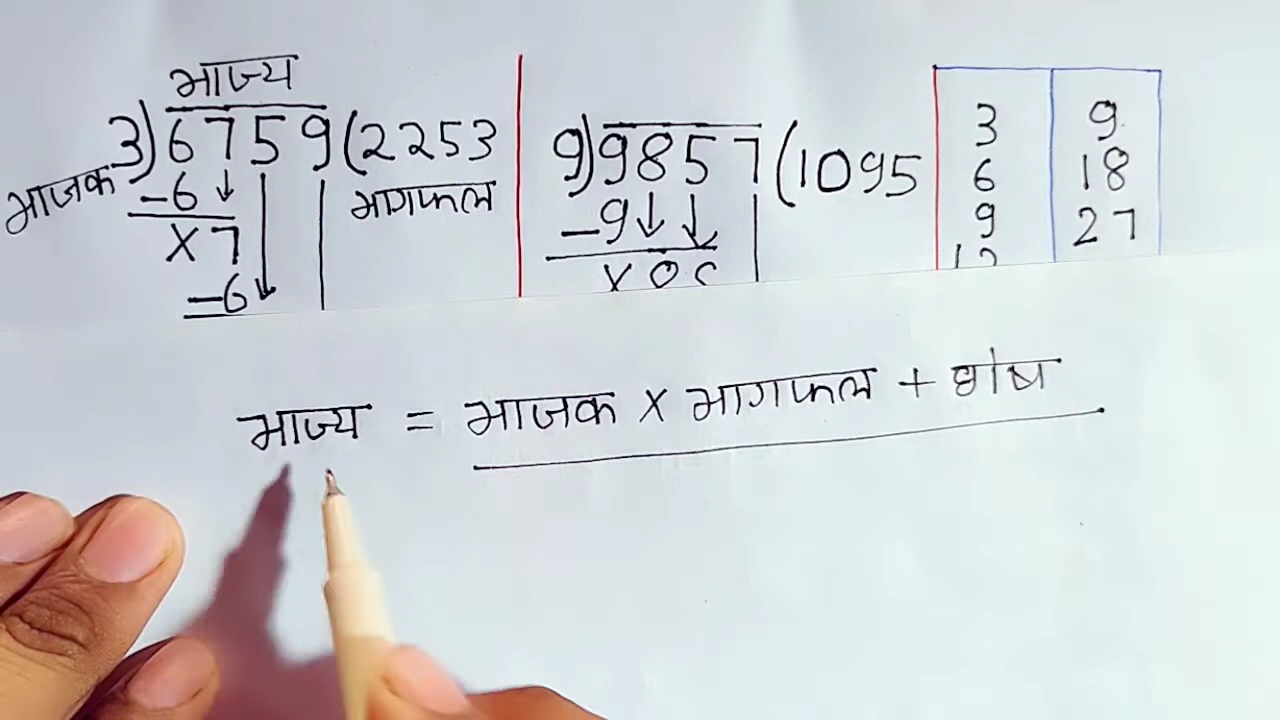 भाज्य
3)6759(2253
भाजक
-6
भागफल
x7
-6
9)9857(1095
-9
x0
3 9
6 18
9 27
भाज्य = भाजक x भागफल + शेष